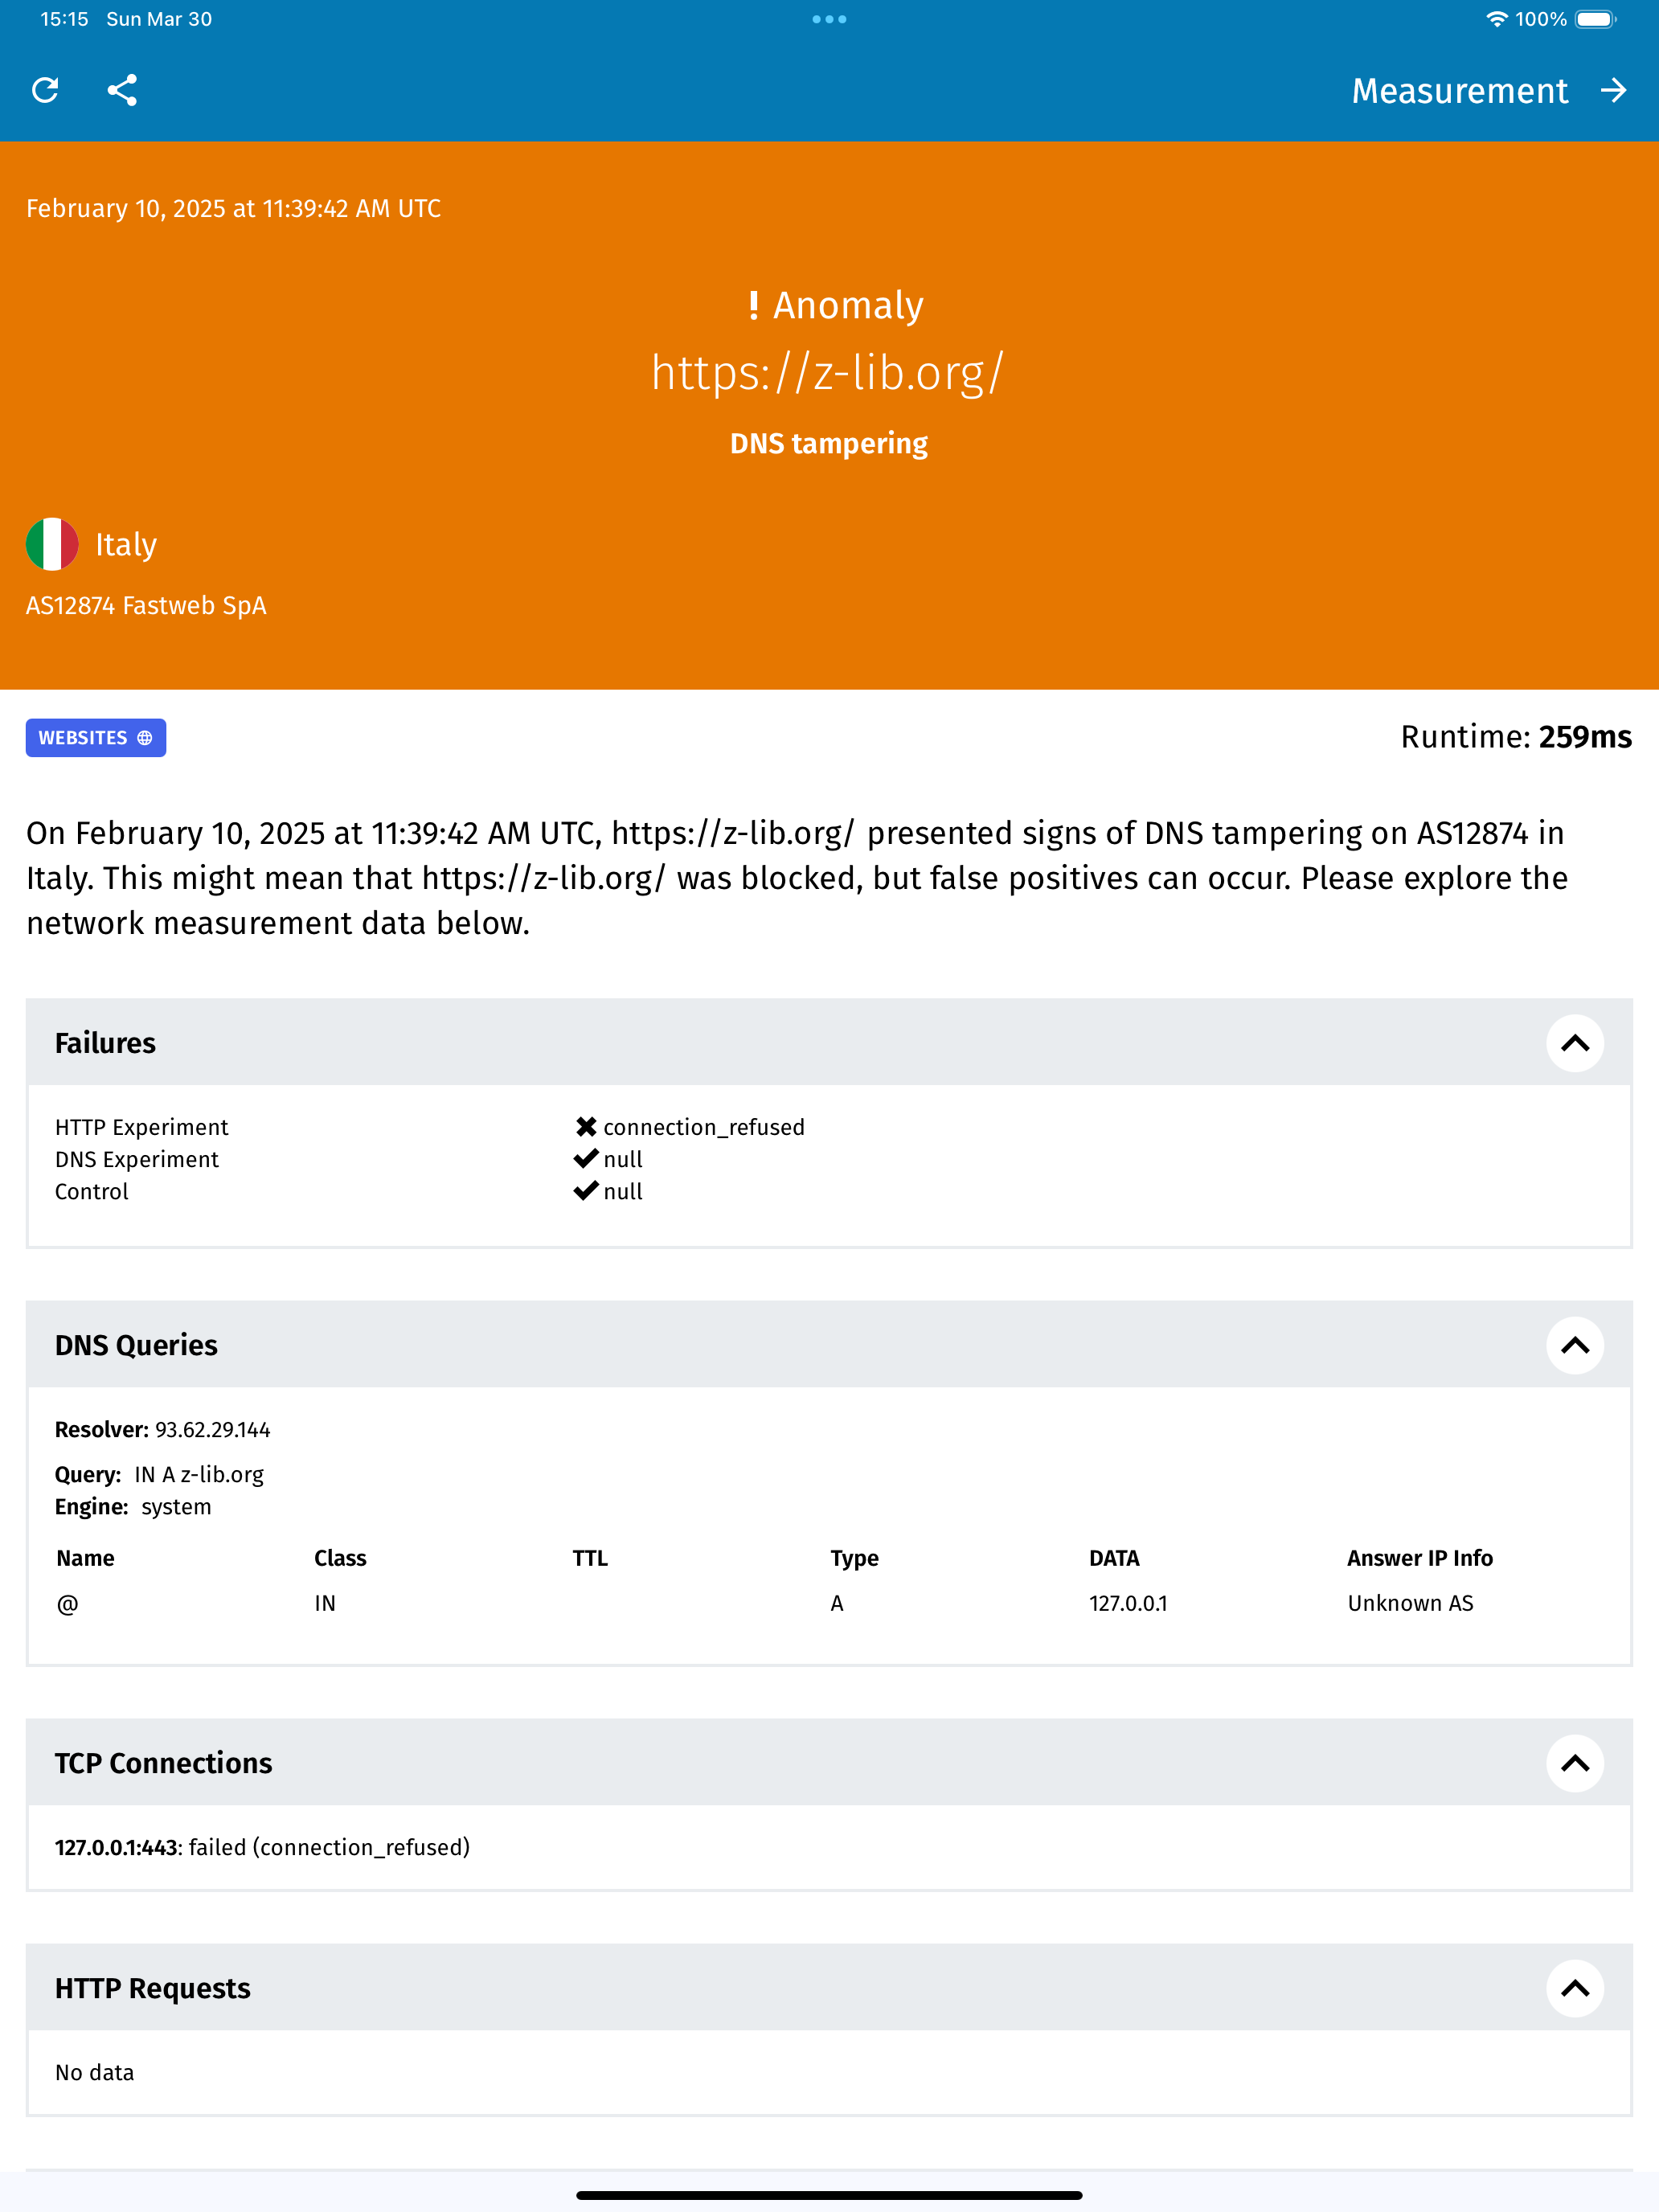 15:15 Sun Mar 30
100%
Measurement
February 10, 2025 at 11:39:42 AM UTC
! Anomaly
https://z-lib.org/
DNS tampering
Italy
AS12874 Fastweb SpA
WEBSITES
Runtime: 259ms
On February 10, 2025 at 11:39:42 AM UTC, https://z-lib.org/ presented signs of DNS tampering on AS12874 in
Italy. This might mean that https://z-lib.org/ was blocked, but false positives can occur. Please explore the
network measurement data below.
Failures
HTTP Experiment connection_refused
DNS Experiment null
Control null
DNS Queries
Resolver: 93.62.29.144
Query: IN A z-lib.org
Engine: system
Name Class TTL Type DATA Answer IP Info
@ IN A 127.0.0.1 Unknown AS
TCP Connections
127.0.0.1:443: failed (connection_refused)
HTTP Requests
No data